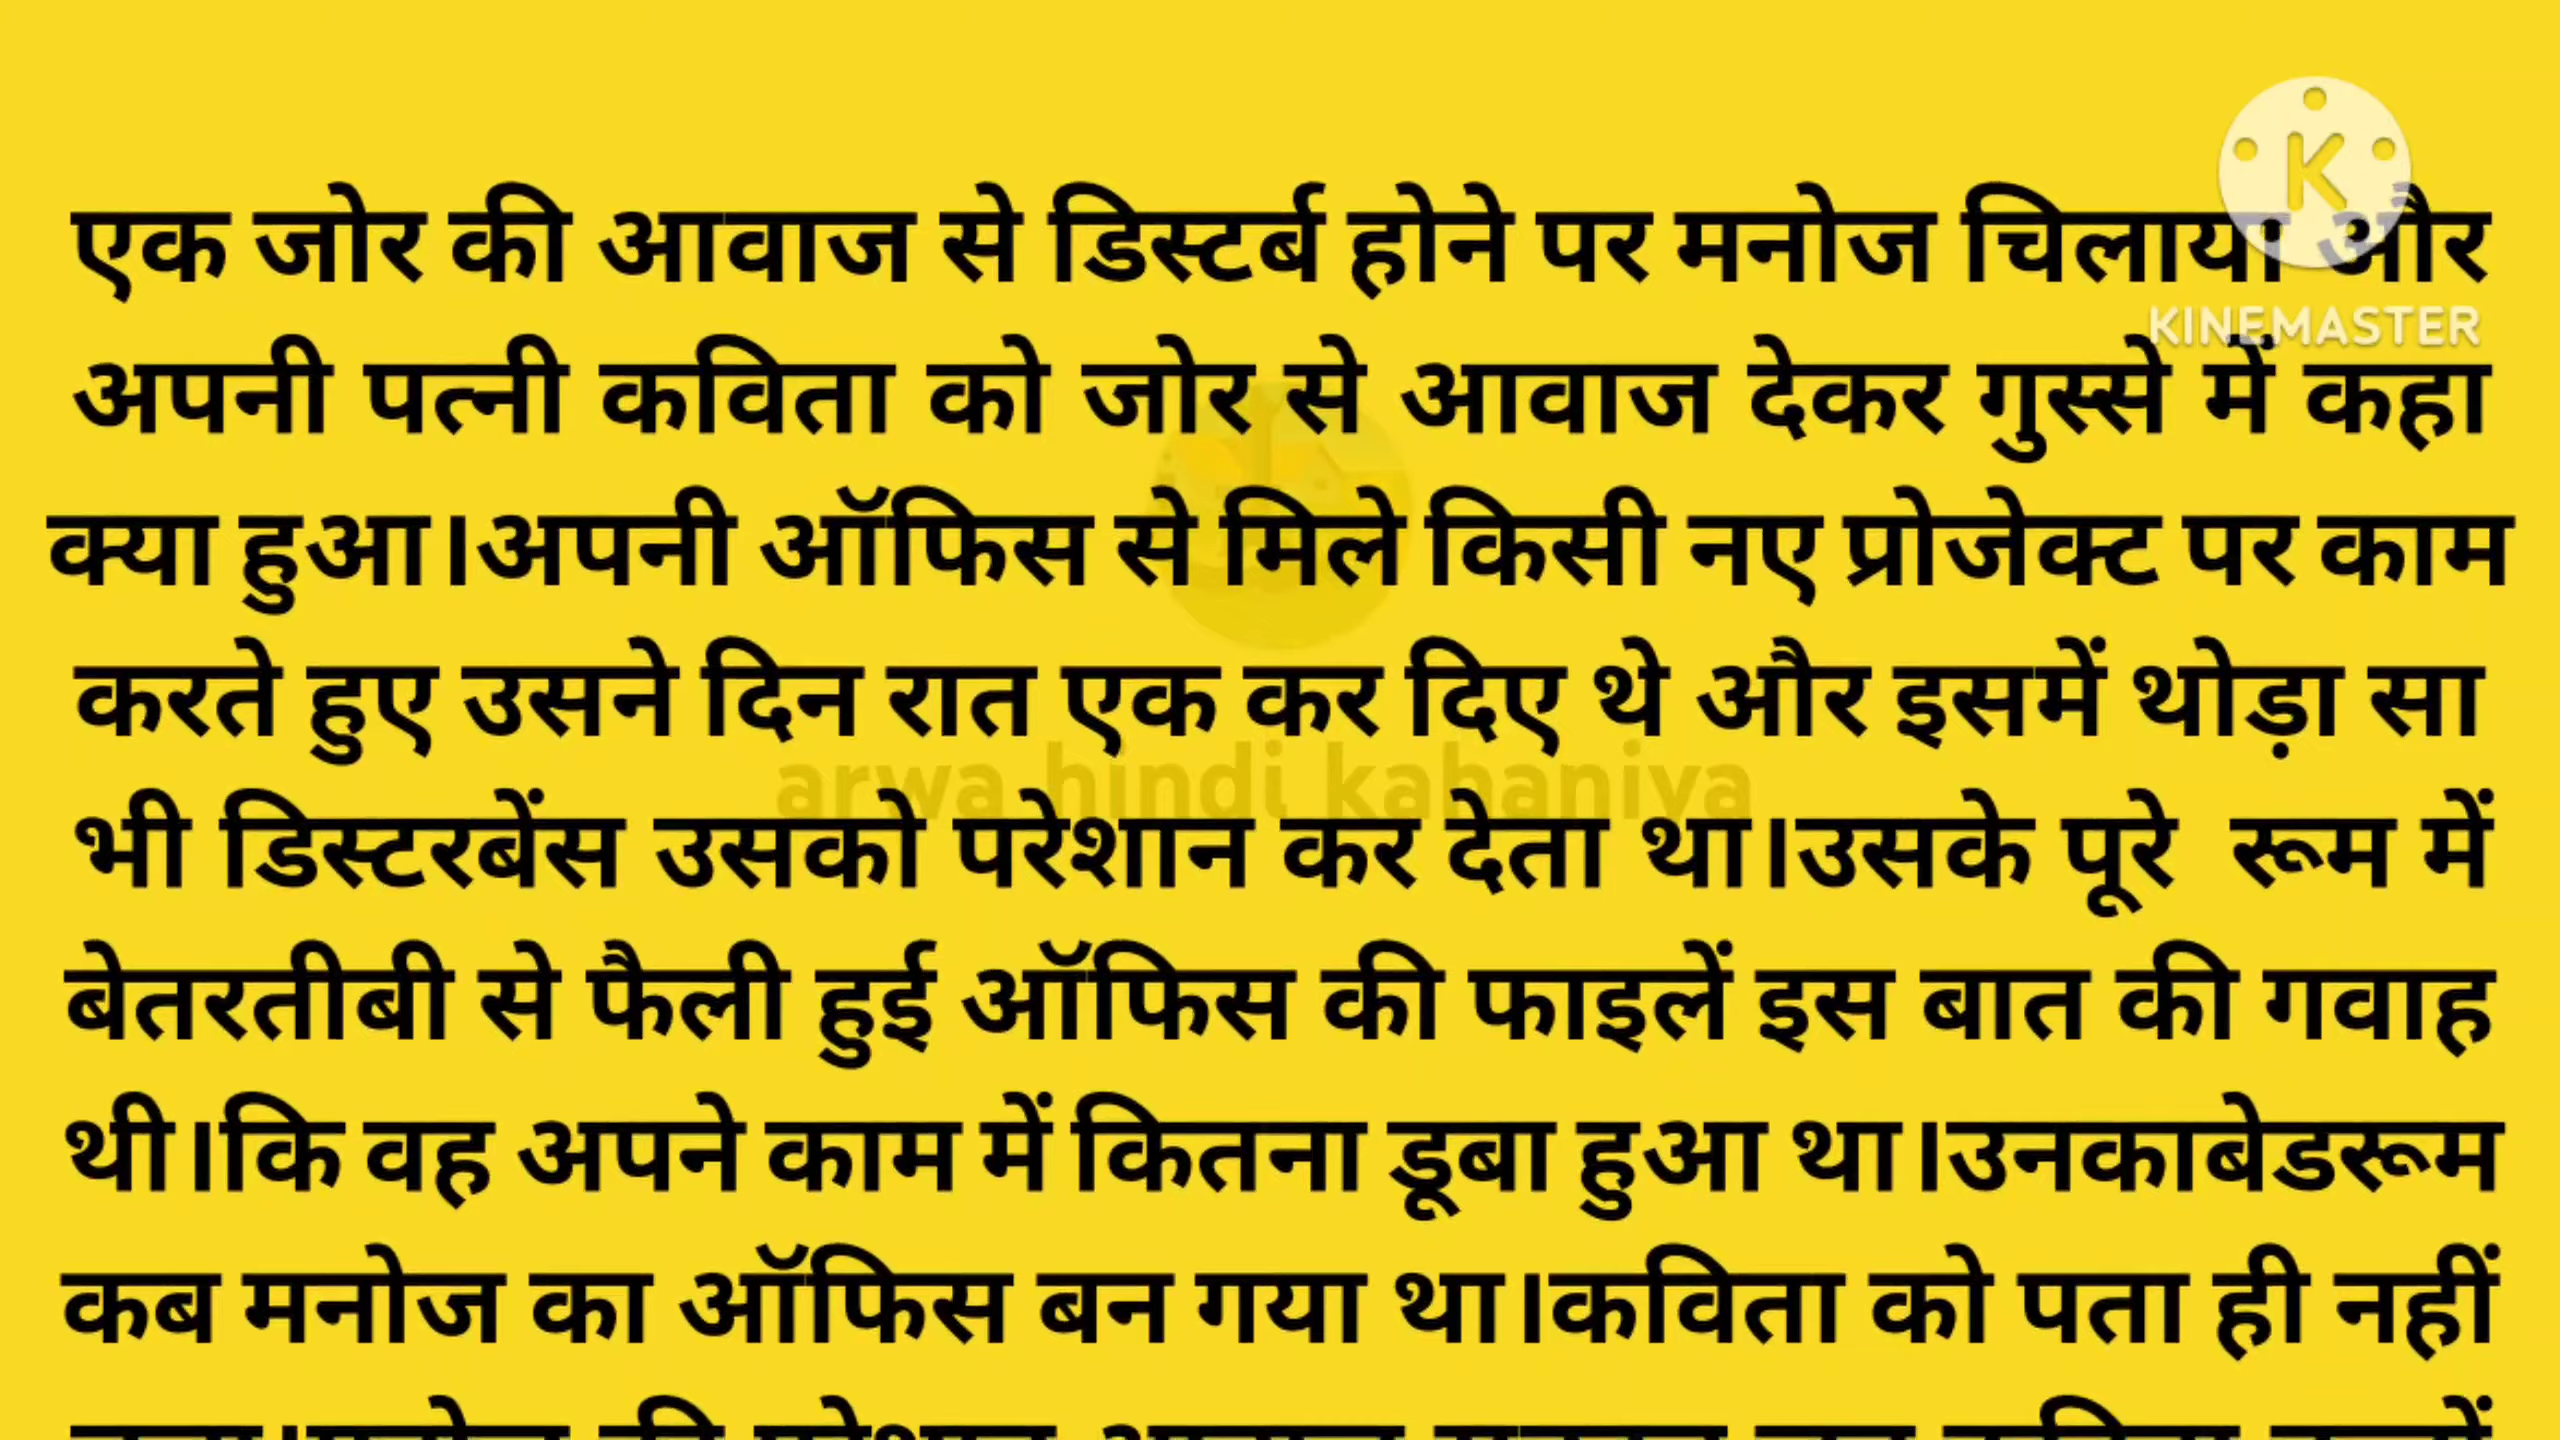 एक जोर की आवाज से डिस्टर्ब होने पर मनोज चिलाया और
KINEMASTER
अपनी पत्नी कविता को जोर से आवाज देकर गुस्से में कहा
क्या हुआ।अपनी ऑफिस से मिले किसी नए प्रोजेक्ट पर काम
करते हुए उसने दिन रात एक कर दिए थे और इसमें थोड़ा सा
arwa hindi kahaniya
भी डिस्टरबेंस उसको परेशान कर देता था।उसके पूरे रूम में
बेतरतीबी से फैली हुई ऑफिस की फाइलें इस बात की गवाह
थी।कि वह अपने काम में कितना डूबा हुआ था।उनकाबेडरूम
कब मनोज का ऑफिस बन गया था।कविता को पता ही नहीं